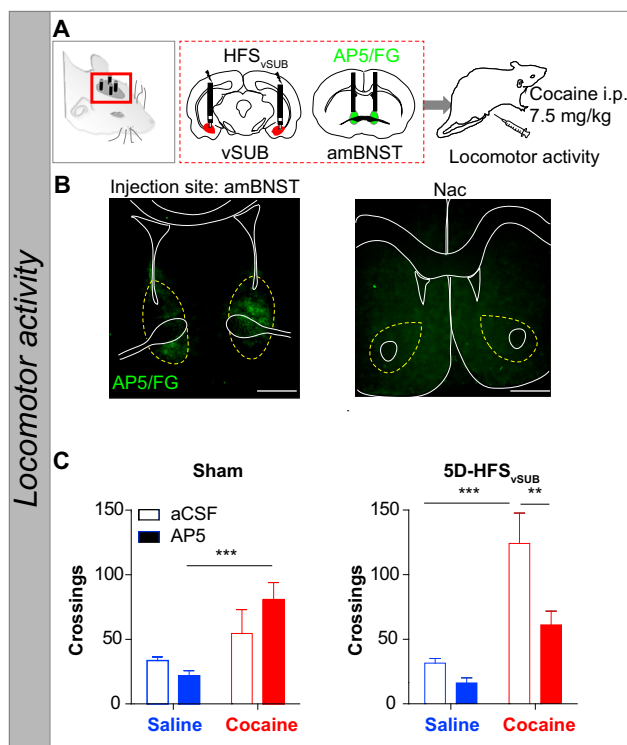 Locomotor activity
A
HFSvSUB
AP5/FG
vSUB
amBNST
Cocaine i.p.
7.5 mg/kg
Locomotor activity
B
Injection site: amBNST
Nac
AP5/FG
C
Sham
5D-HFSvSUB
150
100
50
0
Crossings
aCSF
AP5
***
Saline
Cocaine
150
100
50
0
Crossings
***
**
Saline
Cocaine